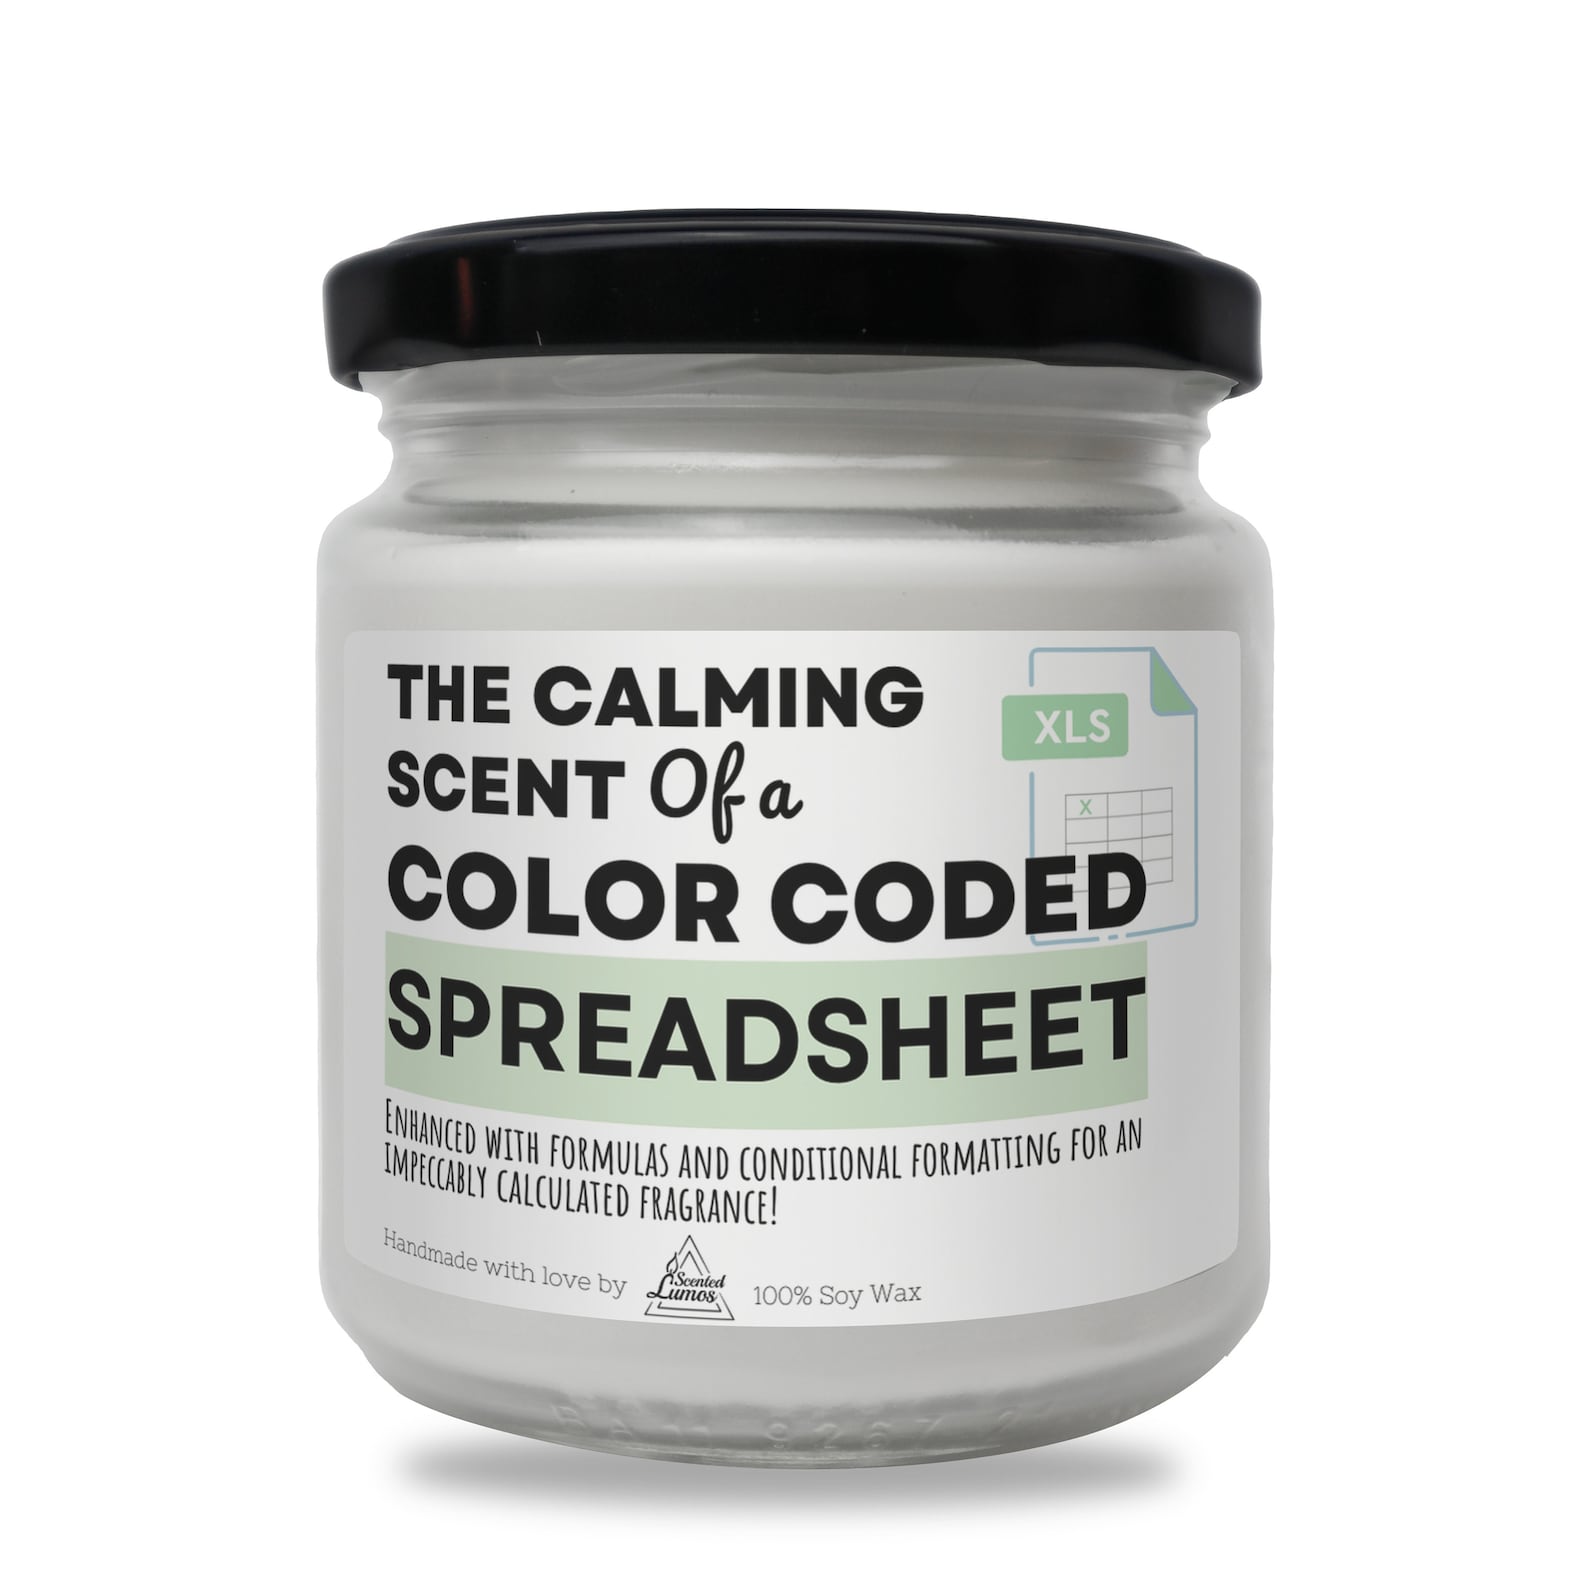 THE CALMING
SCENT Of a
COLOR CODED
SPREADSHEET
XLS
X
ENHANCED WITH FORMULAS AND CONDITIONAL FORMATTING FOR AN
IMPECCABLY CALCULATED FRAGRANCE!
Handmade with love by
Scented
Lumos
100% Soy Wax